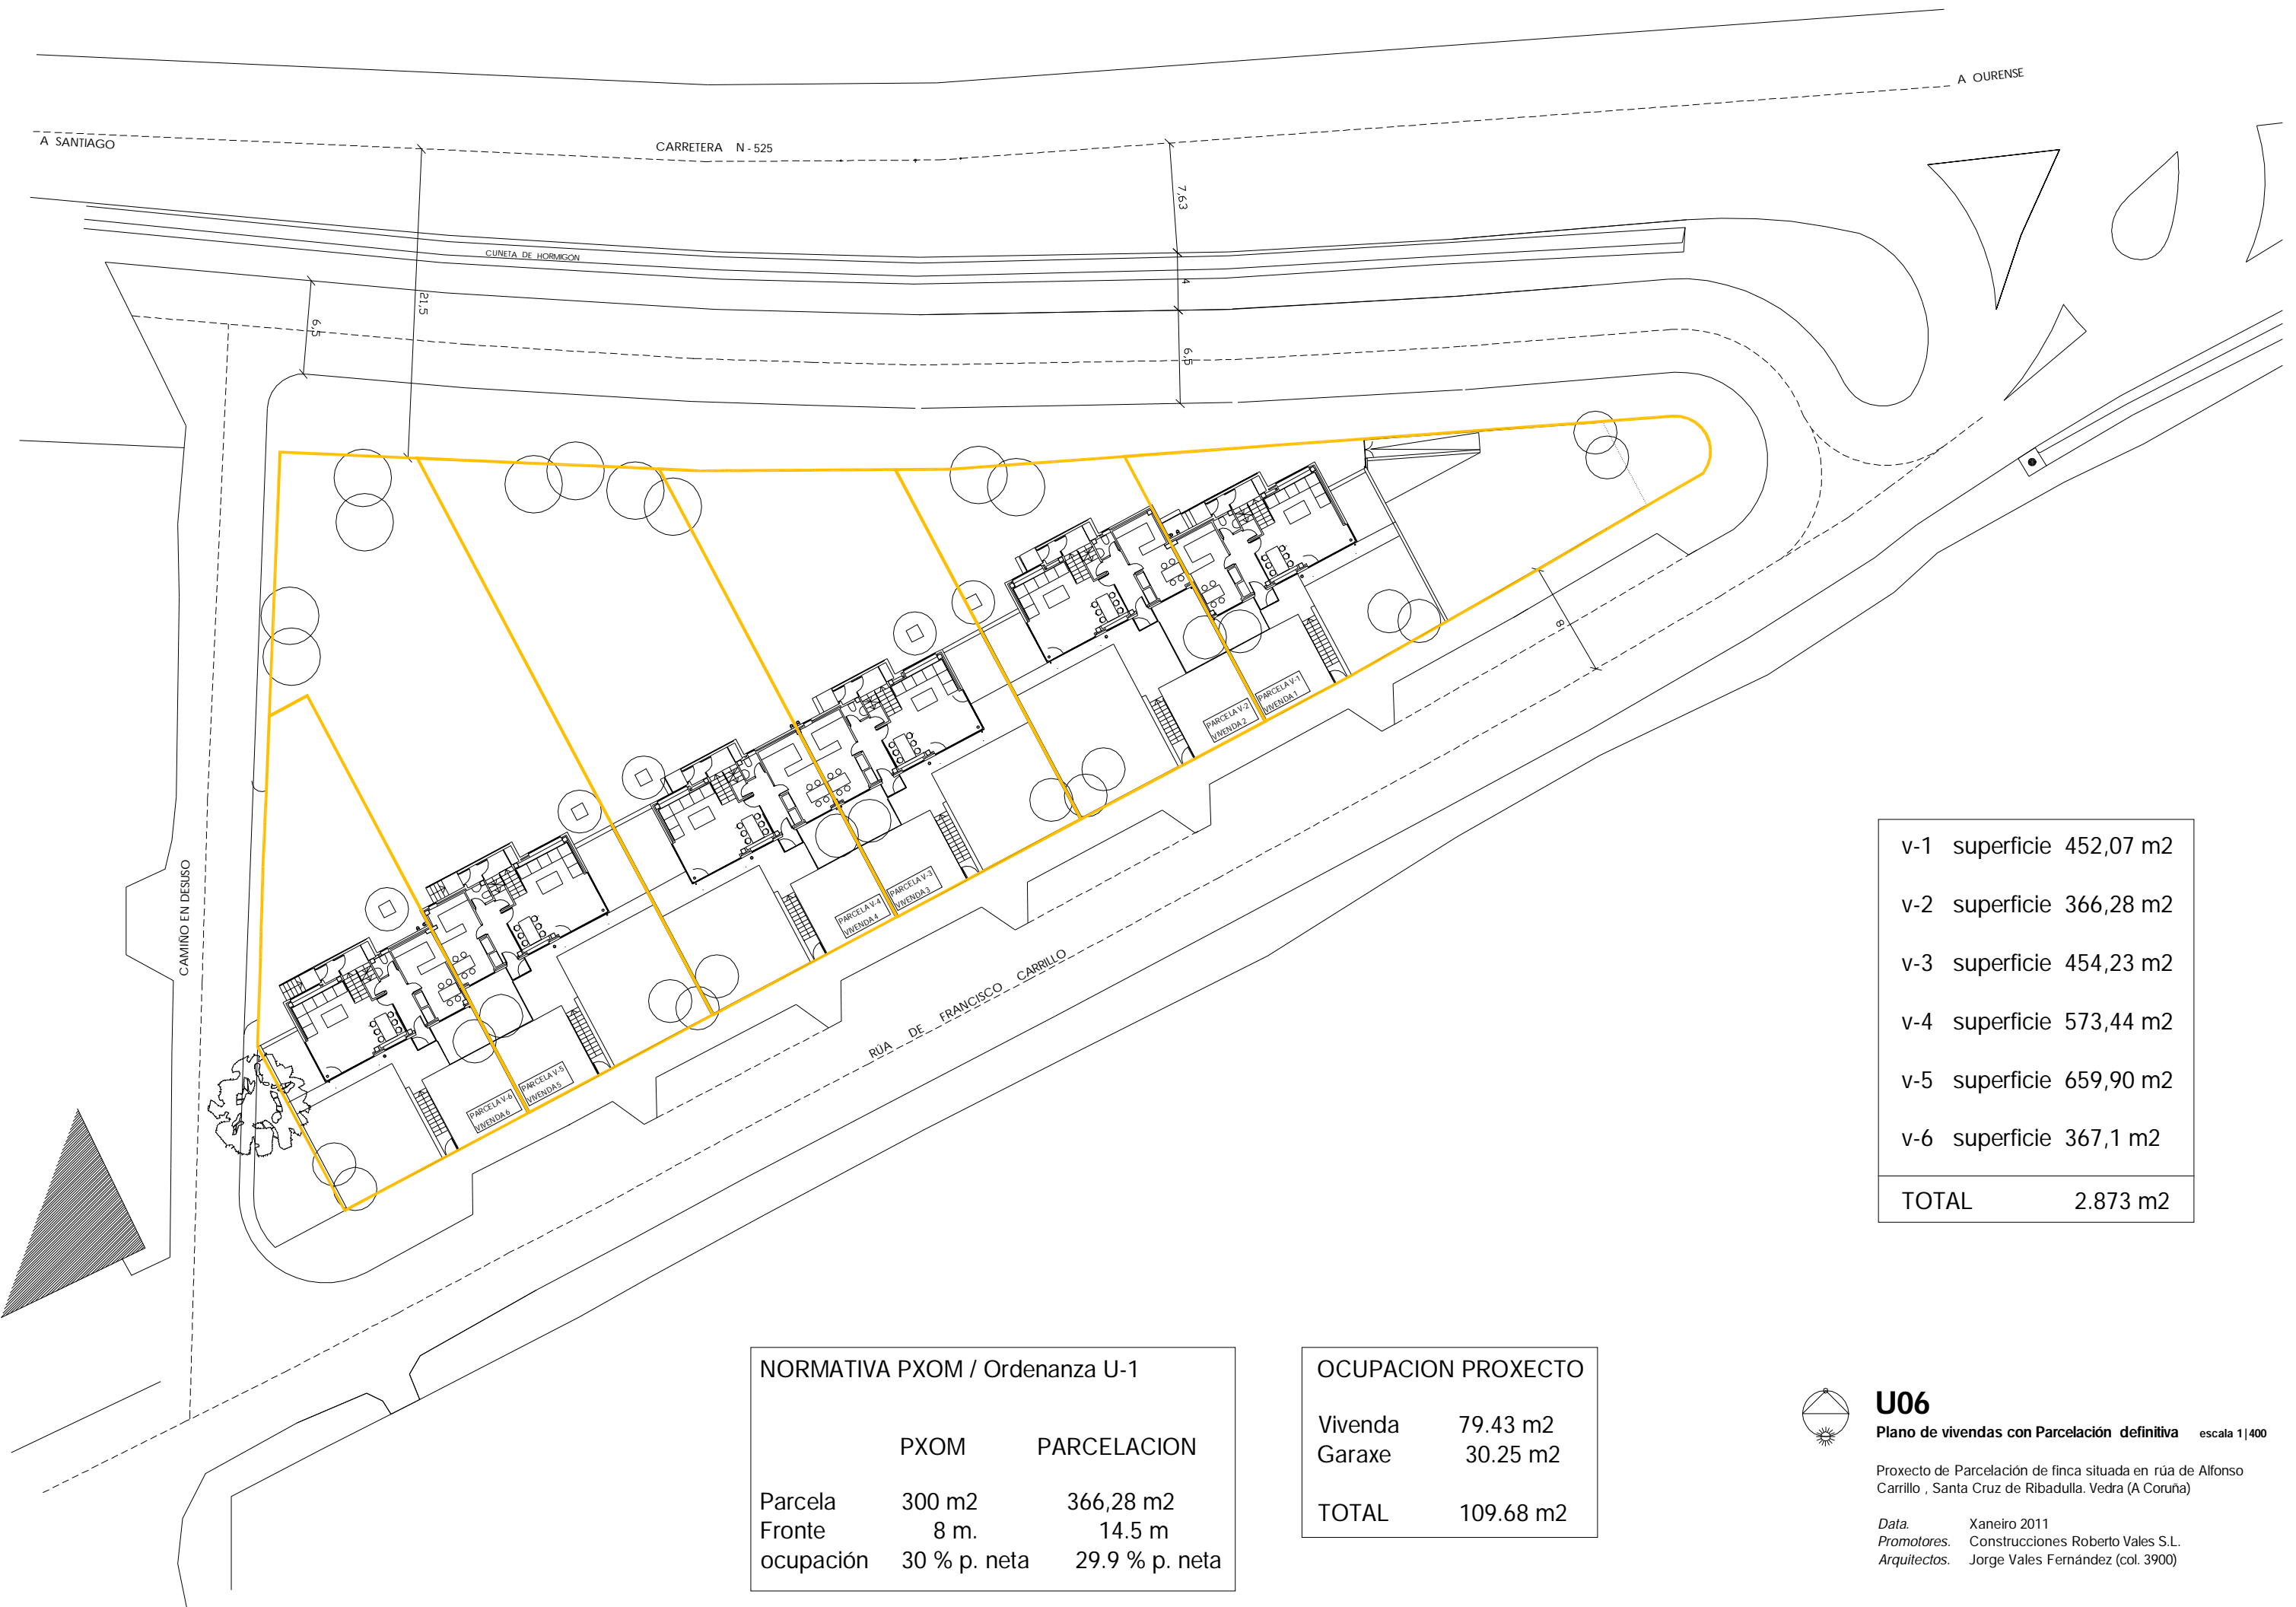 A OURENSE
A SANTIAGO
CARRETERA N-525
7,63
CUNETA DE HORMIGON
4
21,5
6,5
6,5
8
PARCELA V-1
VIVENDA 1
PARCELA V-2
VIVENDA 2
PARCELA V-3
VIVENDA 3
PARCELA V-4
VIVENDA 4
PARCELA V-5
VIVENDA 5
PARCELA V-6
VIVENDA 6
CAMIÑO EN DESUSO
RÚA DE FRANCISCO CARRILLO
v-1 superficie 452,07 m2
v-2 superficie 366,28 m2
v-3 superficie 454,23 m2
v-4 superficie 573,44 m2
v-5 superficie 659,90 m2
v-6 superficie 367,1 m2
TOTAL 2.873 m2
NORMATIVA PXOM / Ordenanza U-1
PXOM PARCELACION
Parcela 300 m2 366,28 m2
Fronte 8 m. 14.5 m
ocupación 30 % p. neta 29.9 % p. neta
OCUPACION PROXECTO
Vivenda 79.43 m2
Garaxe 30.25 m2
TOTAL 109.68 m2
U06
Plano de vivendas con Parcelación definitiva escala 1|400
Proxecto de Parcelación de finca situada en rúa de Alfonso
Carrillo , Santa Cruz de Ribadulla. Vedra (A Coruña)
Data. Xaneiro 2011
Promotores. Construcciones Roberto Vales S.L.
Arquitectos. Jorge Vales Fernández (col. 3900)